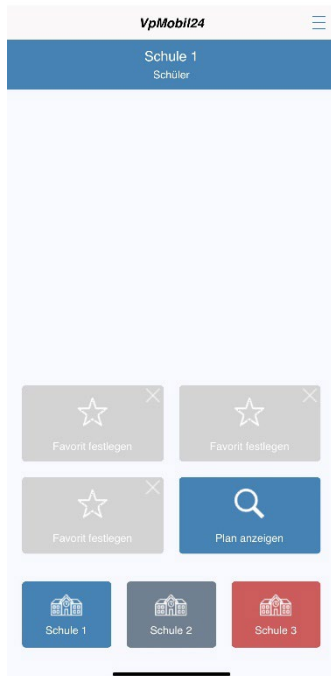 VpMobil24
Schule 1
Schüler
Favorit festlegen
Favorit festlegen
Favorit festlegen
Plan anzeigen
Schule 1
Schule 2
Schule 3